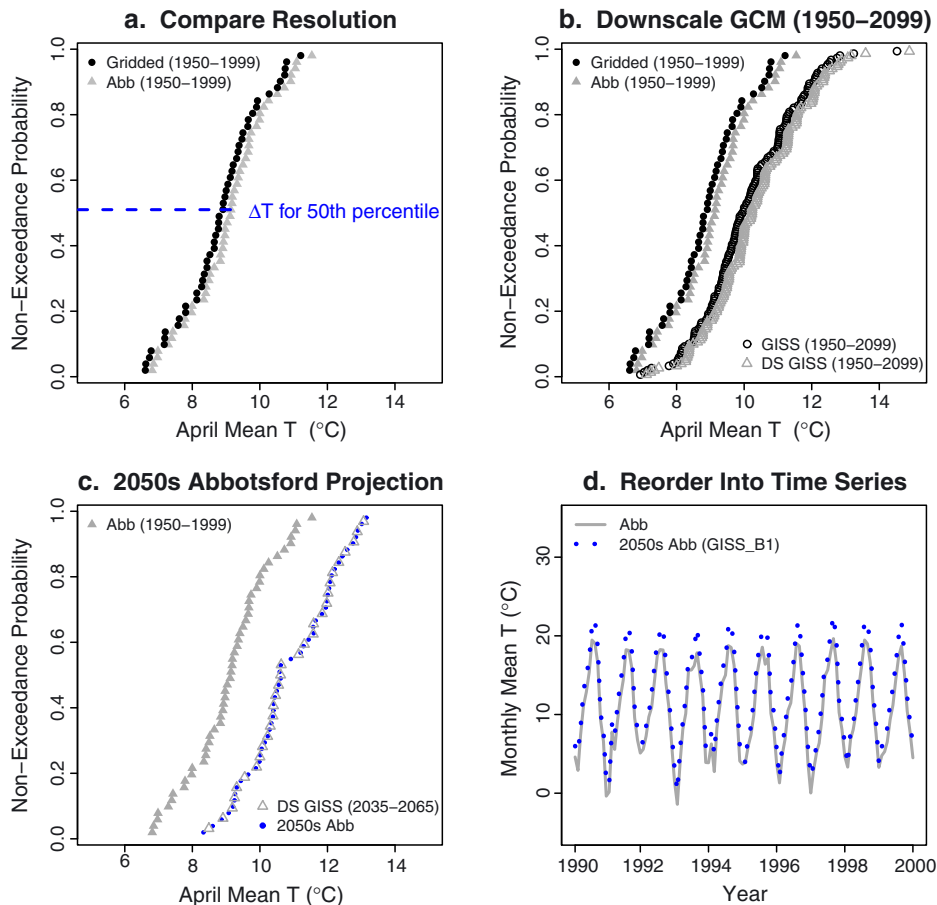 a. Compare Resolution
Gridded (1950−1999)
Abb (1950−1999)
ΔT for 50th percentile
Non−Exceedance Probability
0.0 0.2 0.4 0.6 0.8 1.0
6 8 10 12 14
April Mean T (°C)
b. Downscale GCM (1950−2099)
Gridded (1950−1999)
Abb (1950−1999)
GISS (1950−2099)
DS GISS (1950−2099)
Non−Exceedance Probability
0.0 0.2 0.4 0.6 0.8 1.0
6 8 10 12 14
April Mean T (°C)
c. 2050s Abbotsford Projection
Abb (1950−1999)
DS GISS (2035−2065)
2050s Abb
Non−Exceedance Probability
0.0 0.2 0.4 0.6 0.8 1.0
6 8 10 12 14
April Mean T (°C)
d. Reorder Into Time Series
Abb
2050s Abb (GISS_B1)
Monthly Mean T (°C)
0 10 20 30
1990 1992 1994 1996 1998 2000
Year